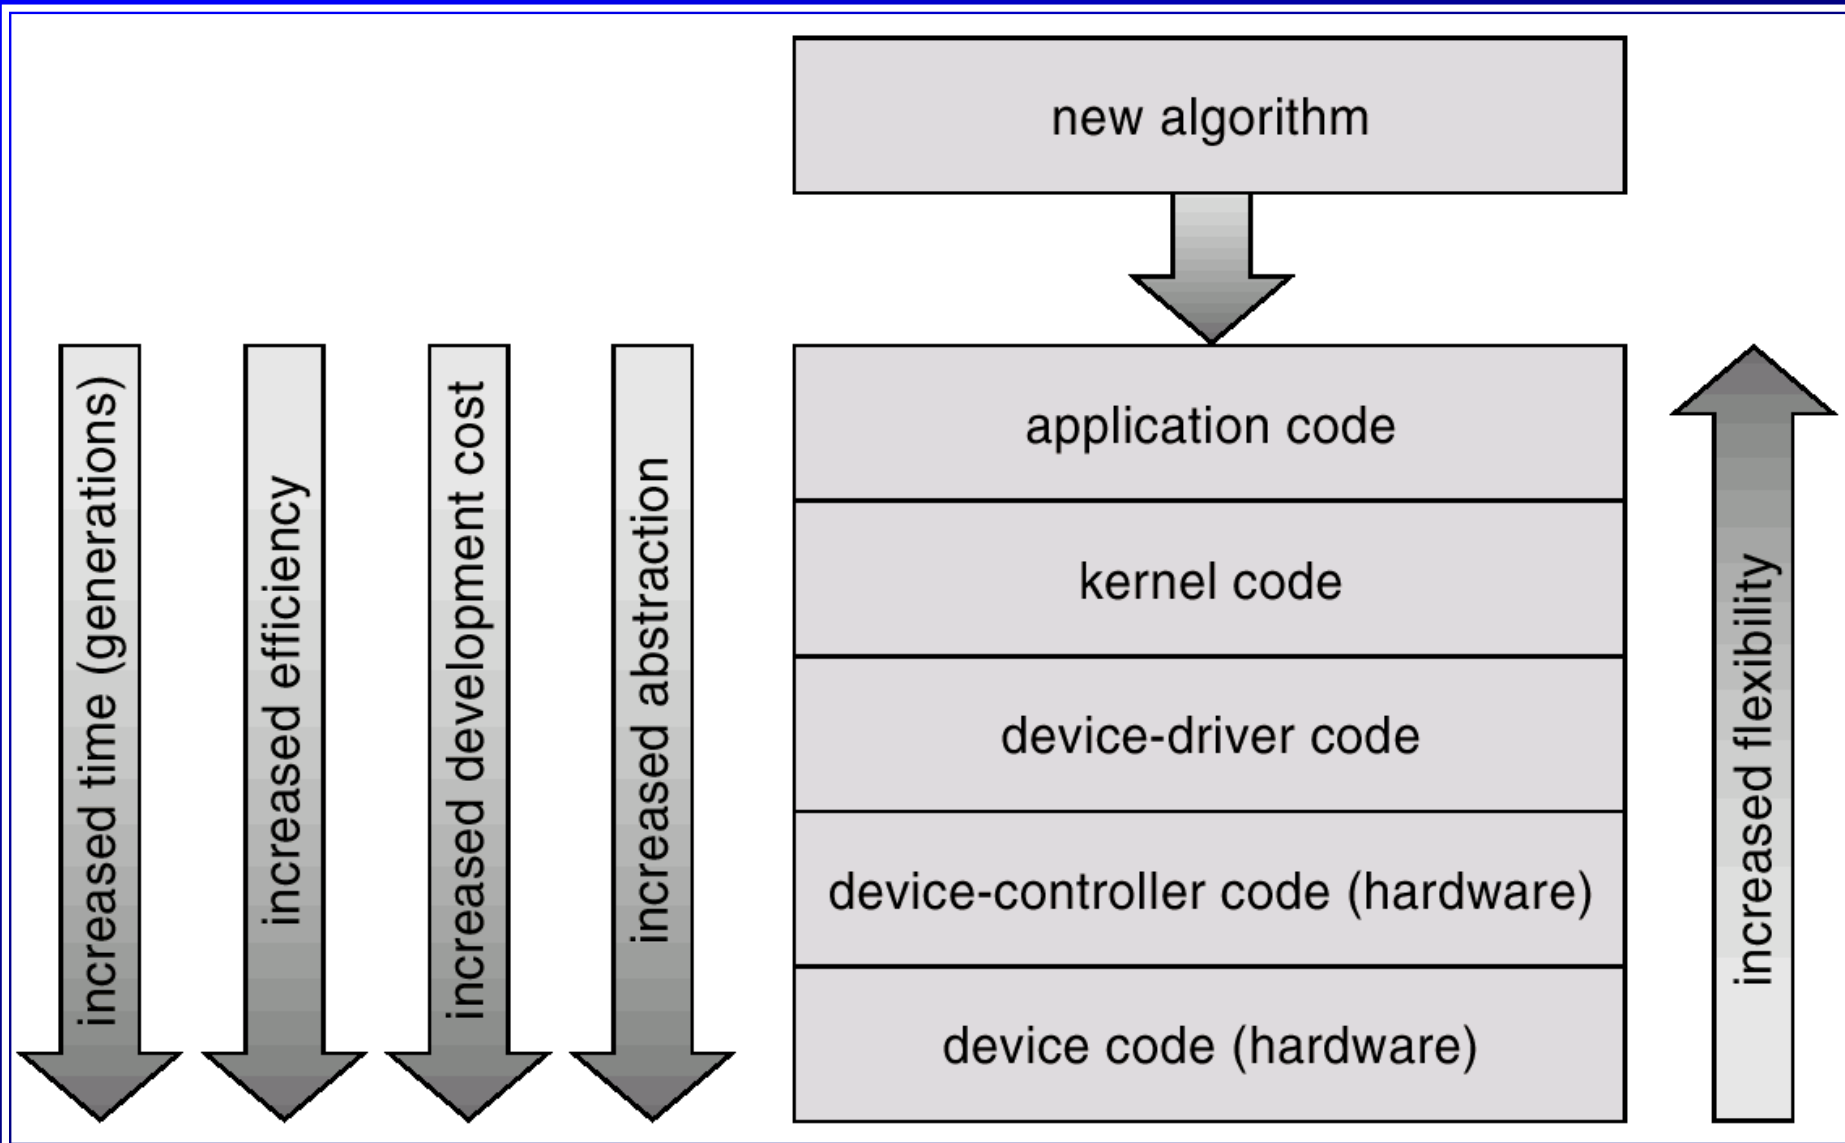 new algorithm
increased time (generations)
increased efficiency
increased development cost
increased abstraction
application code
kernel code
device-driver code
device-controller code (hardware)
device code (hardware)
increased flexibility